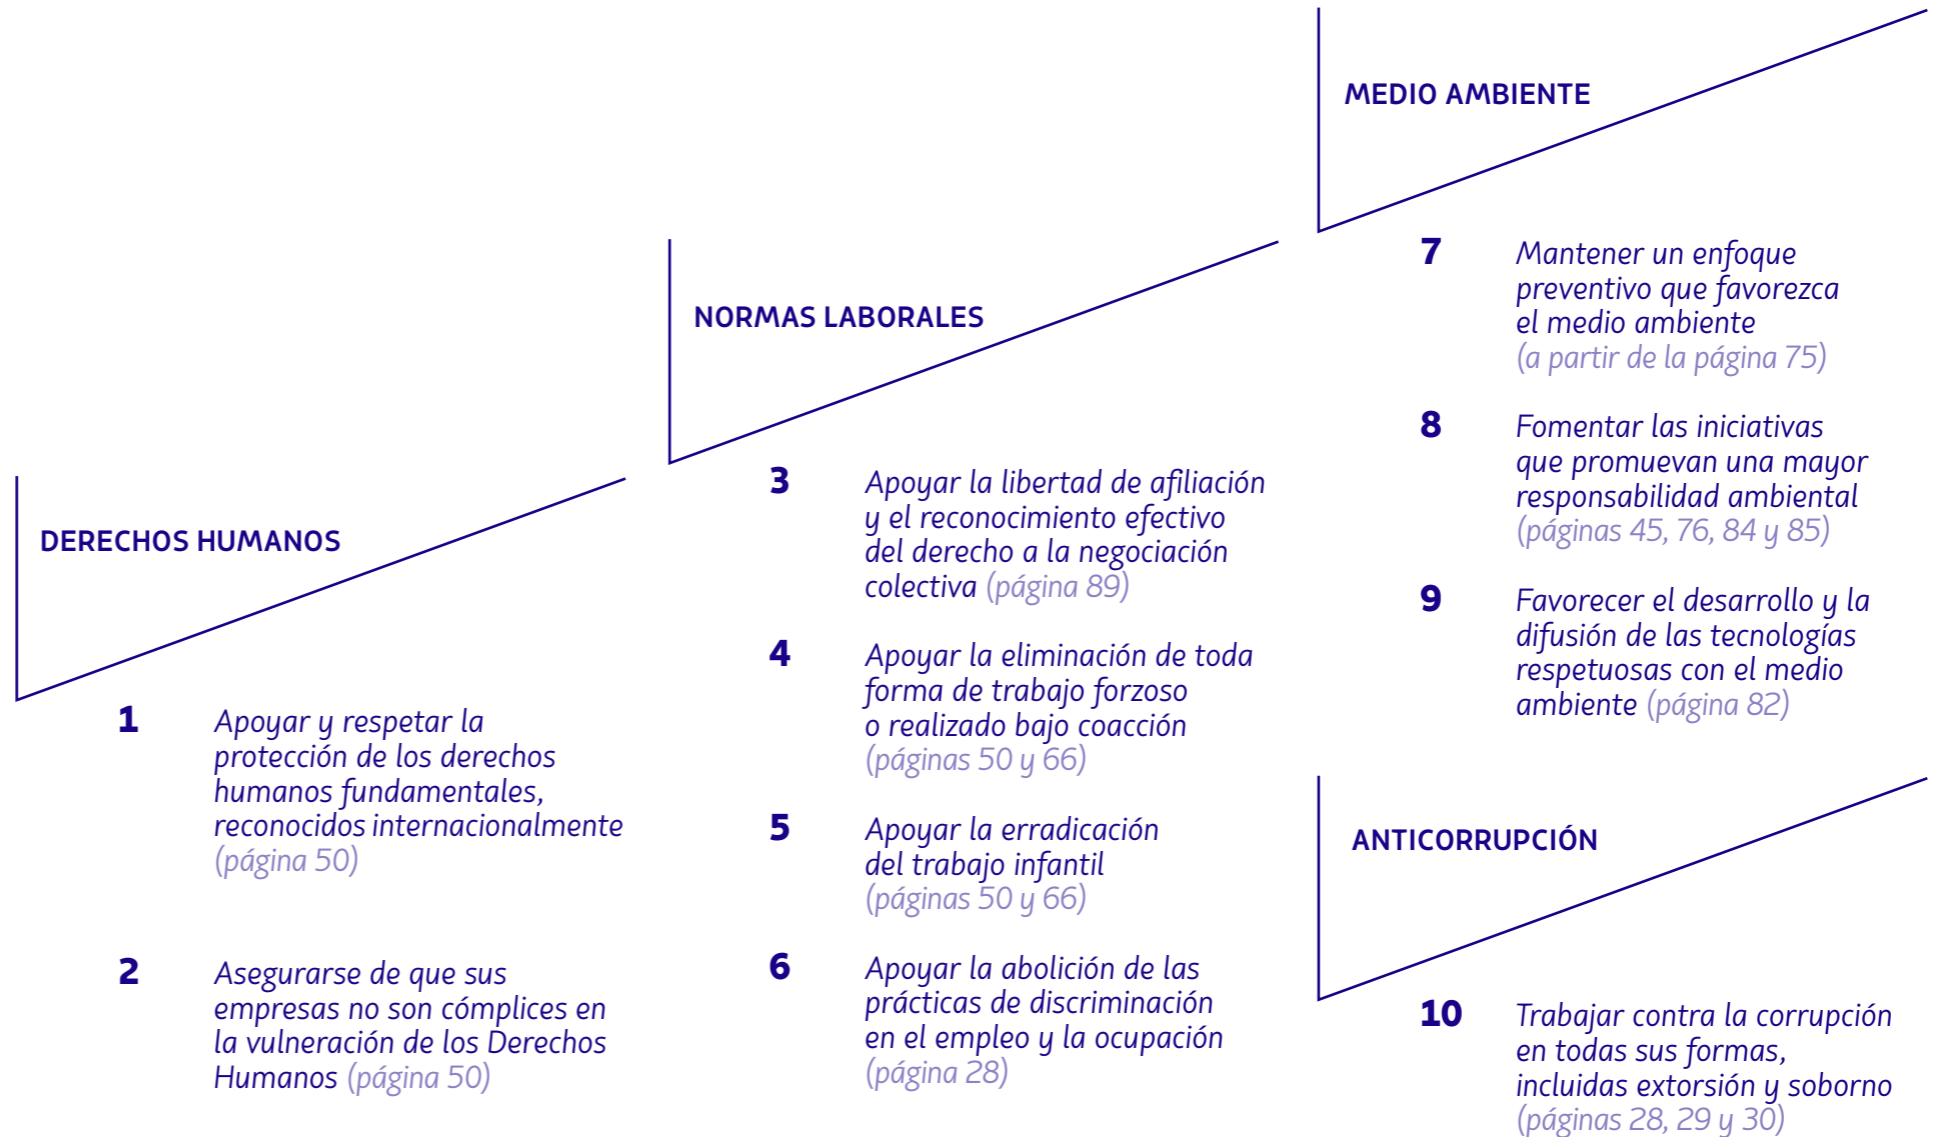 DERECHOS HUMANOS
1 Apoyar y respetar la
protección de los derechos
humanos fundamentales,
reconocidos internacionalmente
(página 50)
2 Asegurarse de que sus
empresas no son cómplices en
la vulneración de los Derechos
Humanos (página 50)
NORMAS LABORALES
3 Apoyar la libertad de afiliación
y el reconocimiento efectivo
del derecho a la negociación
colectiva (página 89)
4 Apoyar la eliminación de toda
forma de trabajo forzoso
o realizado bajo coacción
(páginas 50 y 66)
5 Apoyar la erradicación
del trabajo infantil
(páginas 50 y 66)
6 Apoyar la abolición de las
prácticas de discriminación
en el empleo y la ocupación
(página 28)
MEDIO AMBIENTE
7 Mantener un enfoque
preventivo que favorezca
el medio ambiente
(a partir de la página 75)
8 Fomentar las iniciativas
que promuevan una mayor
responsabilidad ambiental
(páginas 45, 76, 84 y 85)
9 Favorecer el desarrollo y la
difusión de las tecnologías
respetuosas con el medio
ambiente (página 82)
ANTICORRUPCIÓN
10 Trabajar contra la corrupción
en todas sus formas,
incluidas extorsión y soborno
(páginas 28, 29 y 30)